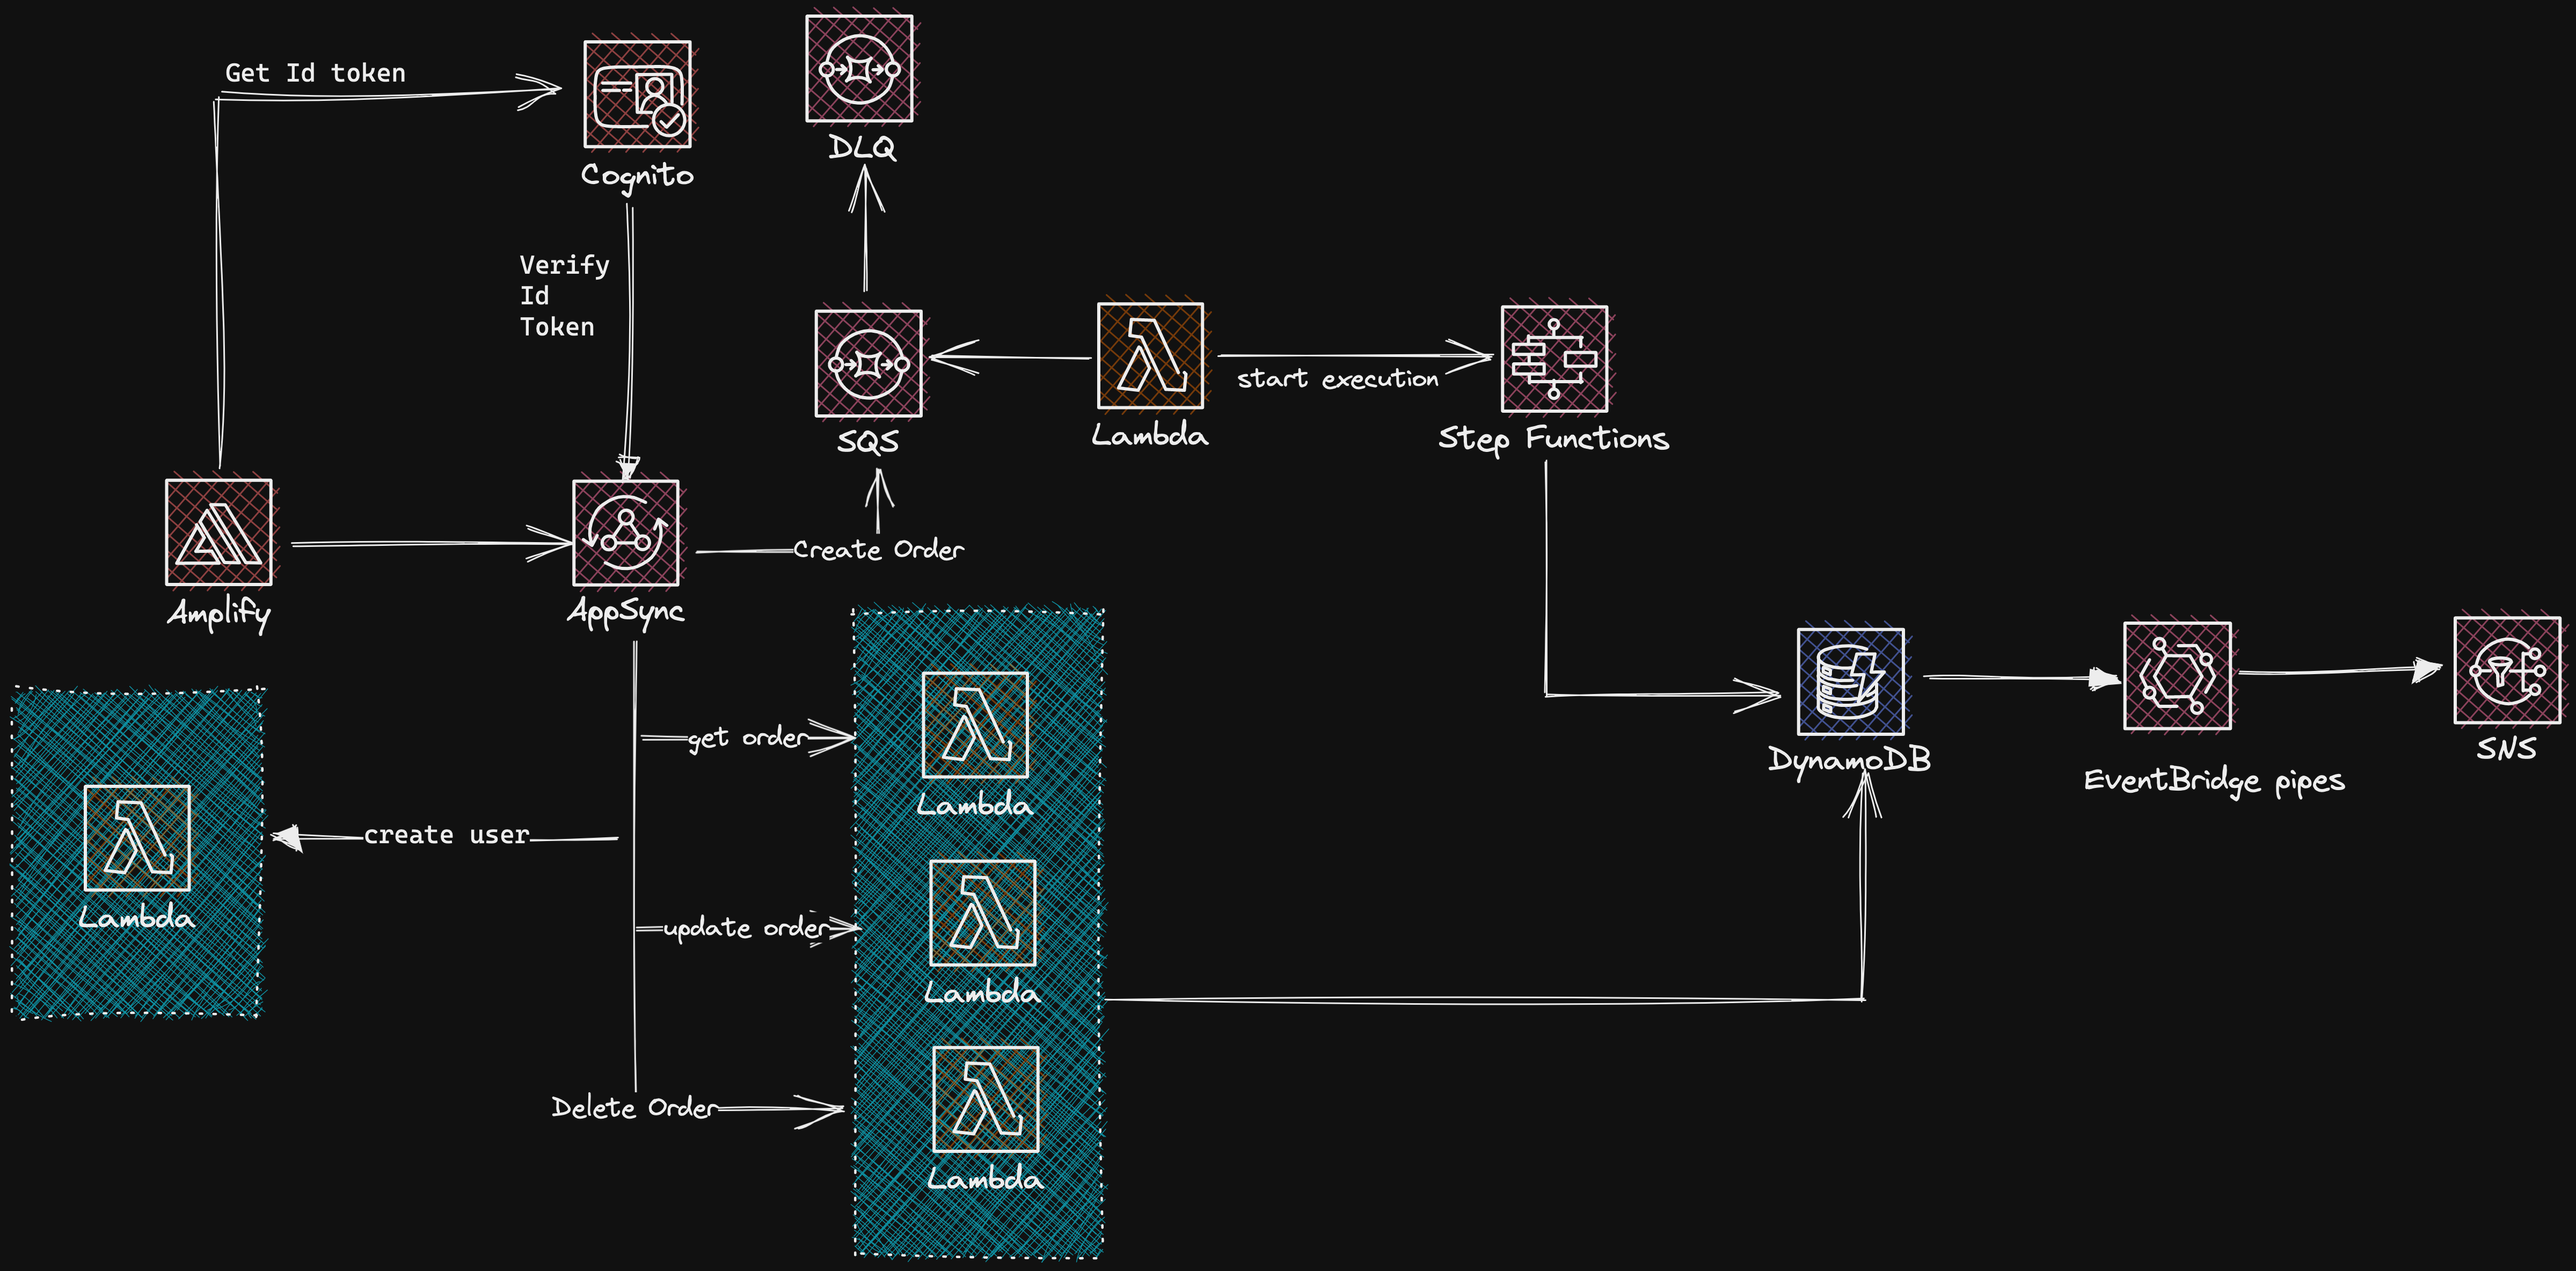 Get Id token
Cognito
DLQ
Verify
Id
Token
SQS
Lambda
start execution
Step Functions
Amplify
AppSync
Create Order
get order
Lambda
DynamoDB
EventBridge pipes
SNS
create user
Lambda
update order
Lambda
Delete Order
Lambda